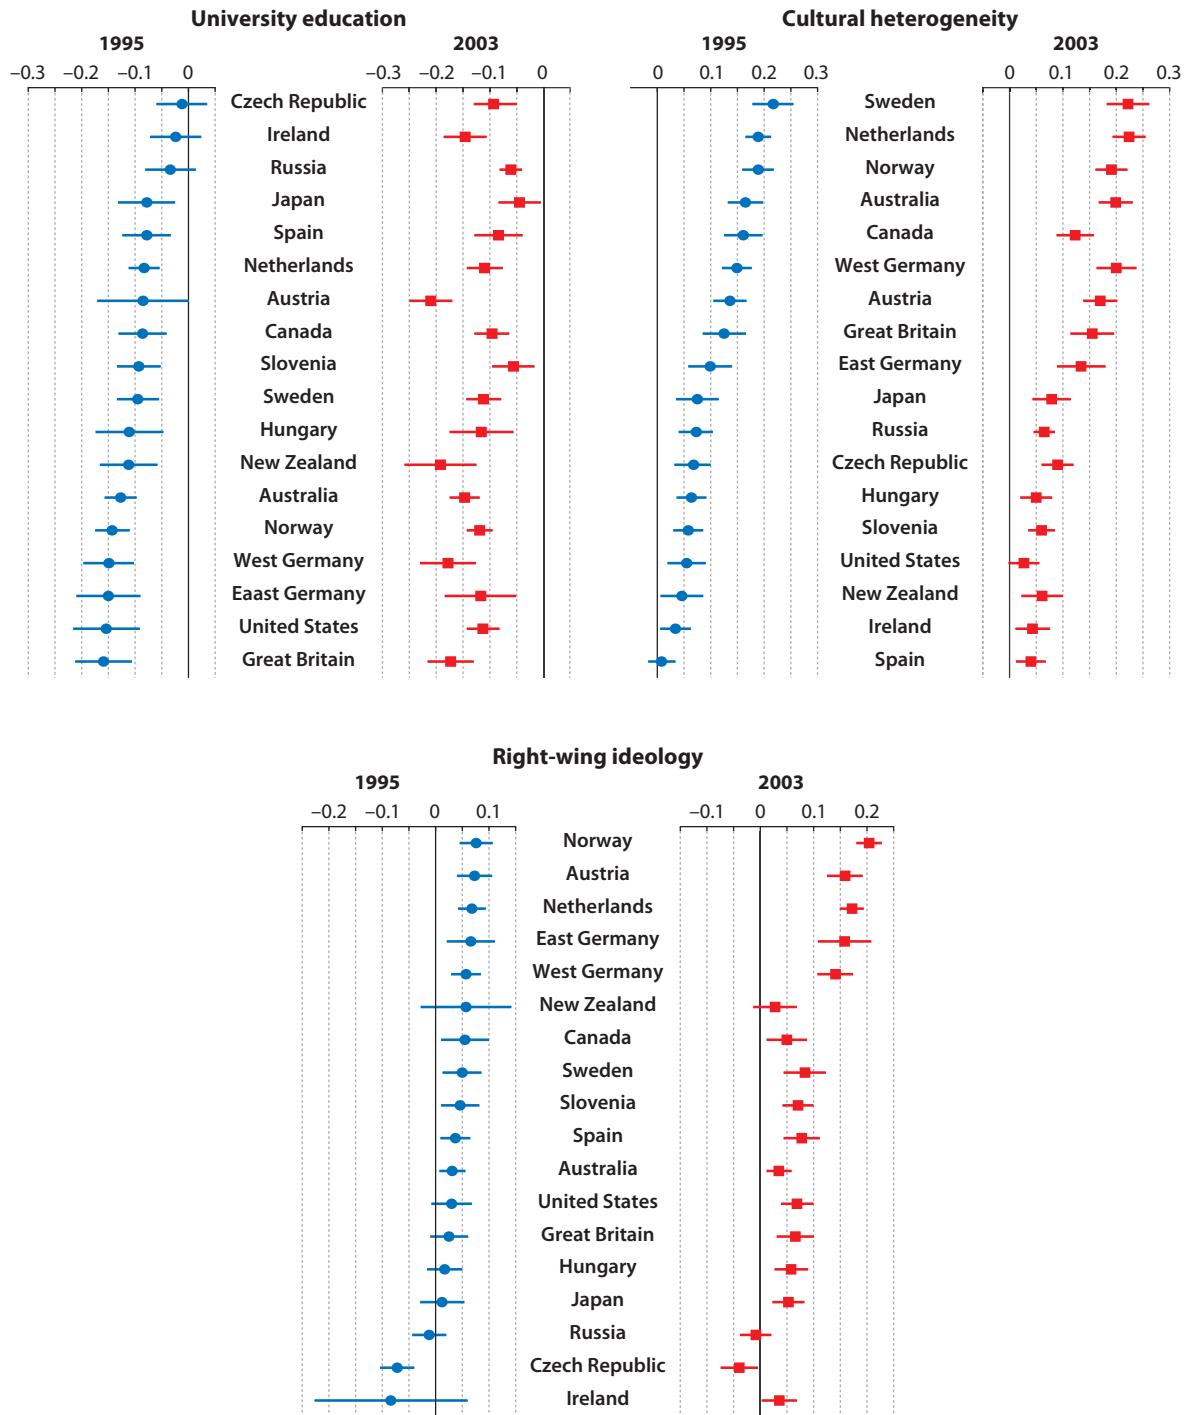 University education
1995 2003
−0.3 −0.2 −0.1 0 −0.3 −0.2 −0.1 0
Czech Republic
Ireland
Russia
Japan
Spain
Netherlands
Austria
Canada
Slovenia
Sweden
Hungary
New Zealand
Australia
Norway
West Germany
Eaast Germany
United States
Great Britain
Cultural heterogeneity
1995 2003
0 0.1 0.2 0.3 0 0.1 0.2 0.3
Sweden
Netherlands
Norway
Australia
Canada
West Germany
Austria
Great Britain
East Germany
Japan
Russia
Czech Republic
Hungary
Slovenia
United States
New Zealand
Ireland
Spain
Right-wing ideology
1995 2003
−0.2 −0.1 0 0.1 −0.1 0 0.1 0.2
Norway
Austria
Netherlands
East Germany
West Germany
New Zealand
Canada
Sweden
Slovenia
Spain
Australia
United States
Great Britain
Hungary
Japan
Russia
Czech Republic
Ireland